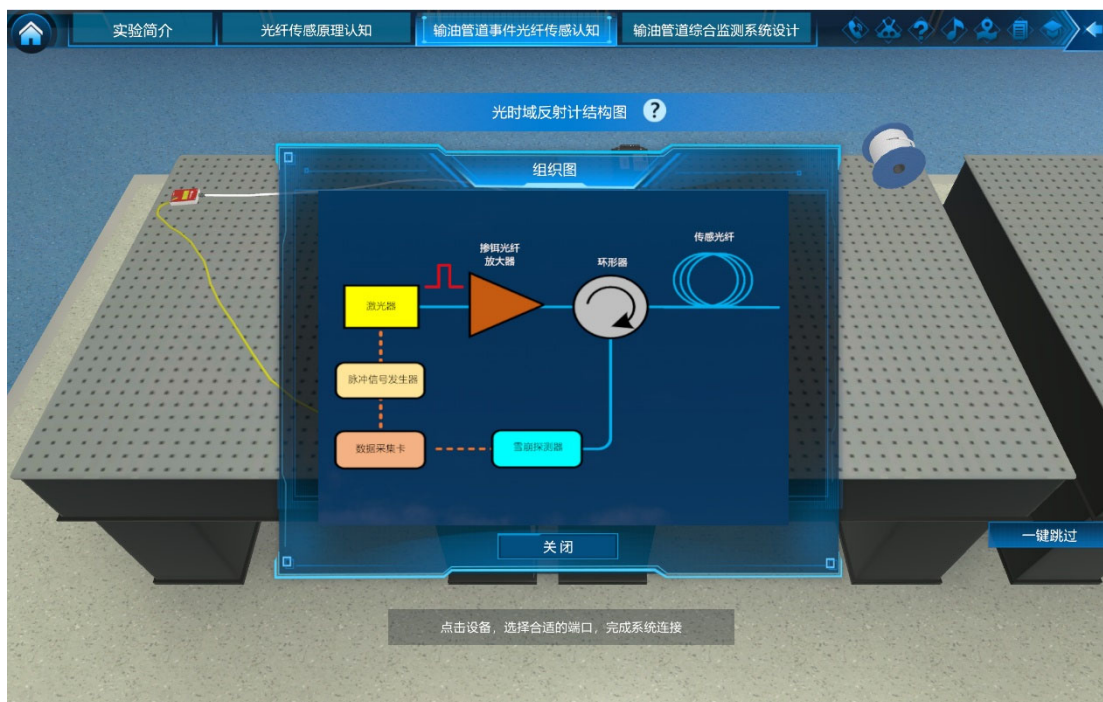 实验简介
光纤传感原理认知
输油管道事件光纤传感认知
输油管道综合监测系统设计
光时域反射计结构图 ?
组织图
传感光纤
掺铒光纤
放大器
环形器
激光器
脉冲信号发生器
数据采集卡
雪崩探测器
关闭
一键跳过
点击设备，选择合适的端口，完成系统连接